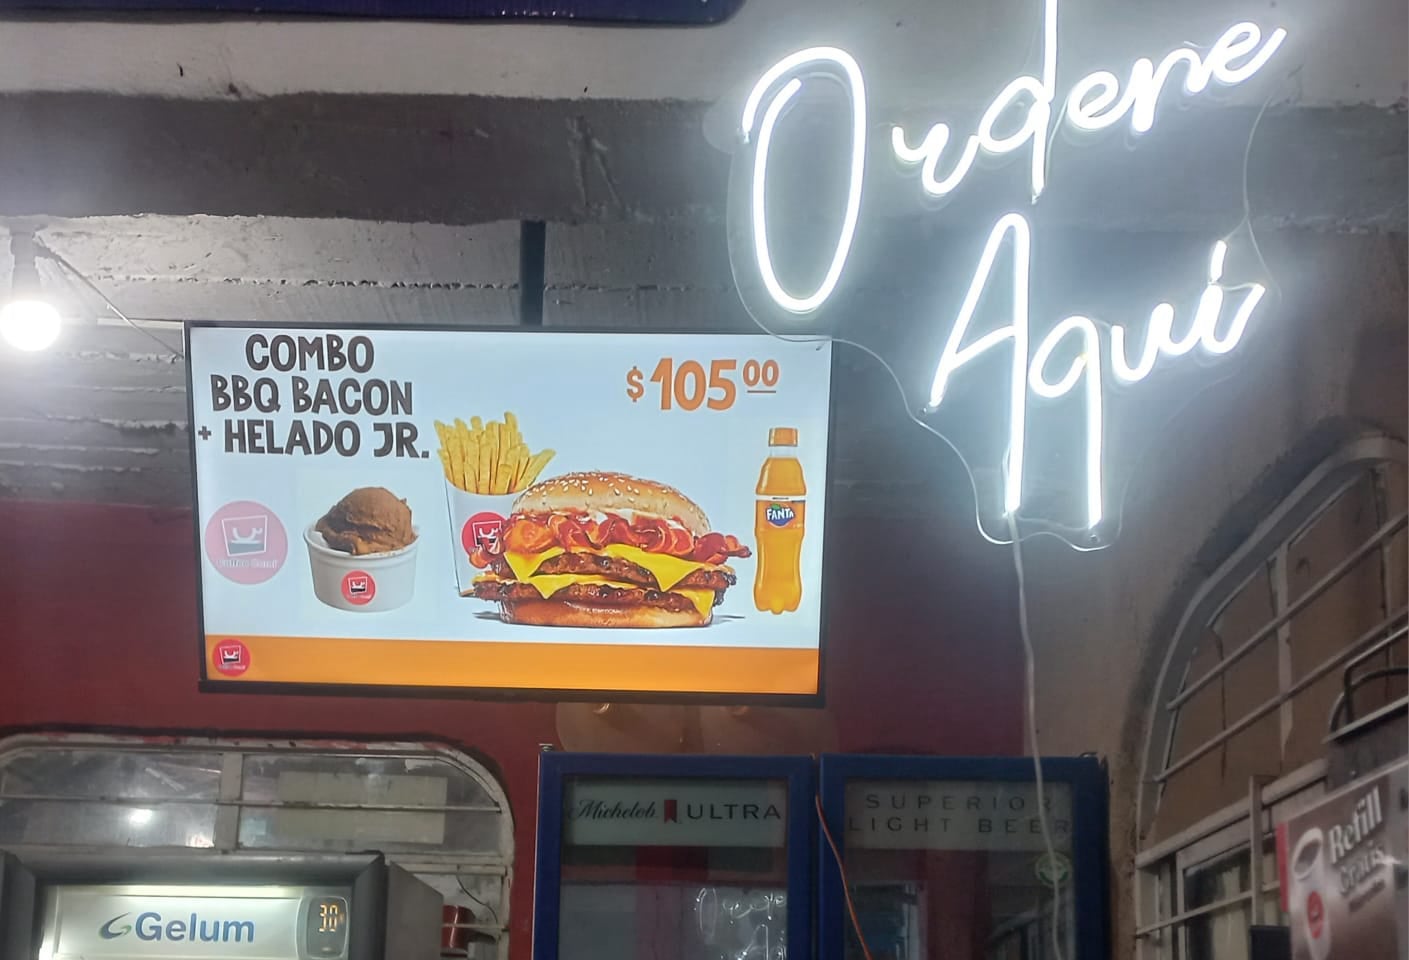 Ordene
Aquí
COMBO
BBQ BACON
+ HELADO JR.
$105.00
FANTA
Michelob ULTRA
SUPERIOR
LIGHT BEER
Gelum
Refill
Gratis